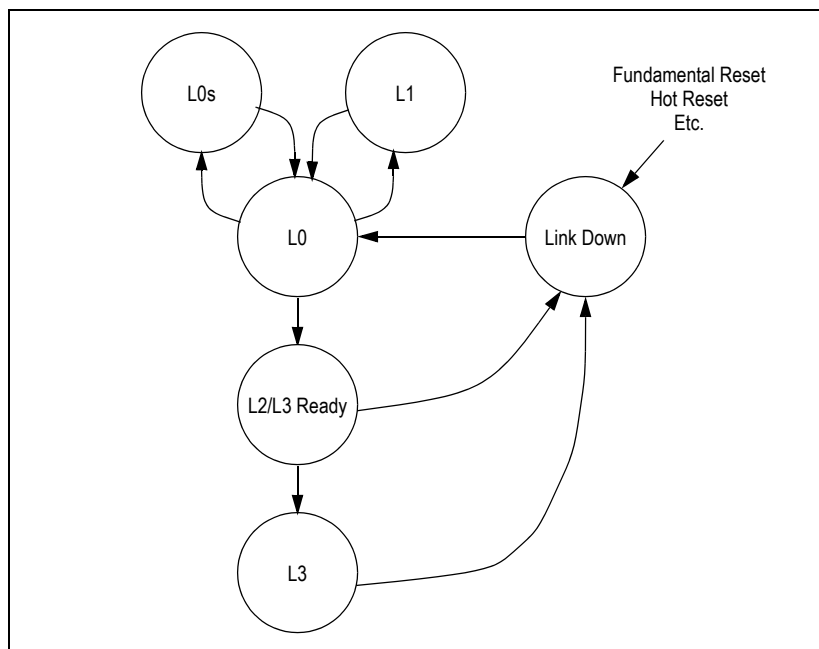 L0s
L1
Fundamental Reset
Hot Reset
Etc.
L0
Link Down
L2/L3 Ready
L3